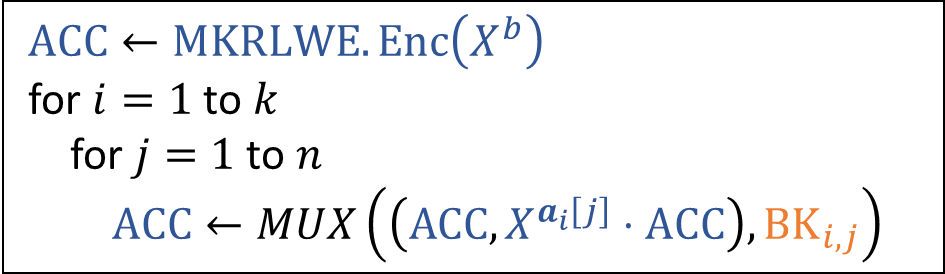 ACC ← MKRLWE.Enc(X^b)
for i = 1 to k
for j = 1 to n
ACC ← MUX((ACC, X^{a_i[j]} · ACC), BK_{i,j})